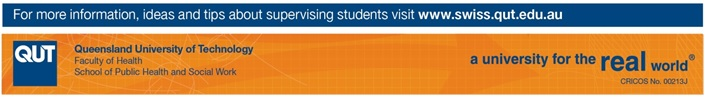 For more information, ideas and tips about supervising students visit www.swiss.qut.edu.au
QUT
Queensland University of Technology
Faculty of Health
School of Public Health and Social Work
a university for the real world®
CRICOS No. 00213J